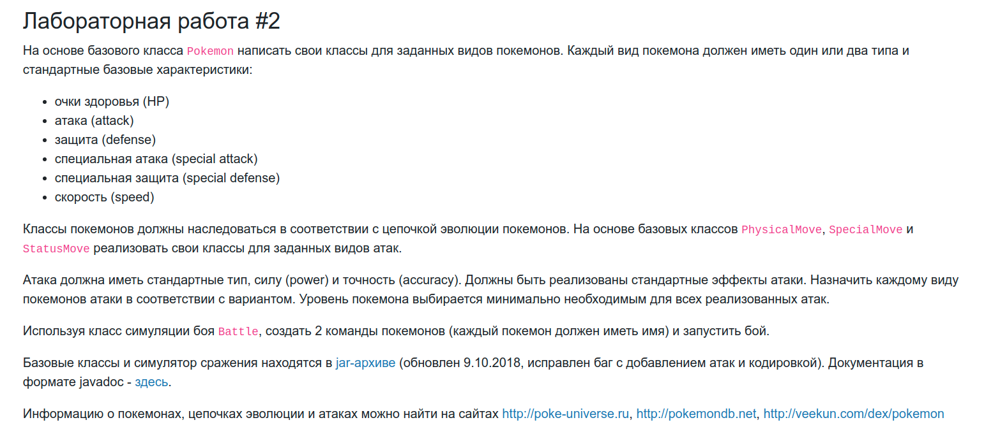 Лабораторная работа #2
На основе базового класса Pokemon написать свои классы для заданных видов покемонов. Каждый вид покемона должен иметь один или два типа и
стандартные базовые характеристики:
• очки здоровья (HP)
• атака (attack)
• защита (defense)
• специальная атака (special attack)
• специальная защита (special defense)
• скорость (speed)
Классы покемонов должны наследоваться в соответствии с цепочкой эволюции покемонов. На основе базовых классов PhysicalMove, SpecialMove и
StatusMove реализовать свои классы для заданных видов атак.
Атака должна иметь стандартные тип, силу (power) и точность (accuracy). Должны быть реализованы стандартные эффекты атаки. Назначить каждому виду
покемонов атаки в соответствии с вариантом. Уровень покемона выбирается минимально необходимым для всех реализованных атак.
Используя класс симуляции боя Battle, создать 2 команды покемонов (каждый покемон должен иметь имя) и запустить бой.
Базовые классы и симулятор сражения находятся в jar-архиве (обновлен 9.10.2018, исправлен баг с добавлением атак и кодировкой). Документация в
формате javadoc - здесь.
Информацию о покемонах, цепочках эволюции и атаках можно найти на сайтах http://poke-universe.ru, http://pokemondb.net, http://veekun.com/dex/pokemon